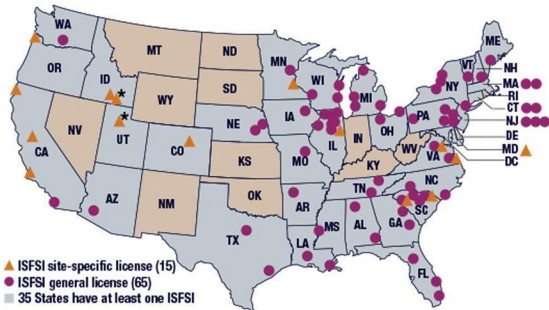 WA
MT
ND
MN
ME
OR
ID
*
SD
WI
MI
VT
NH
NY
MA
RI
WY
NE
IA
PA
CT
NJ
NV
UT
*
CO
IL
IN
OH
DE
MD
DC
CA
KS
MO
KY
WV
VA
AZ
NM
OK
AR
TN
NC
SC
TX
LA
MS
AL
GA
FL
ISFSI site-specific license (15)
ISFSI general license (65)
35 States have at least one ISFSI